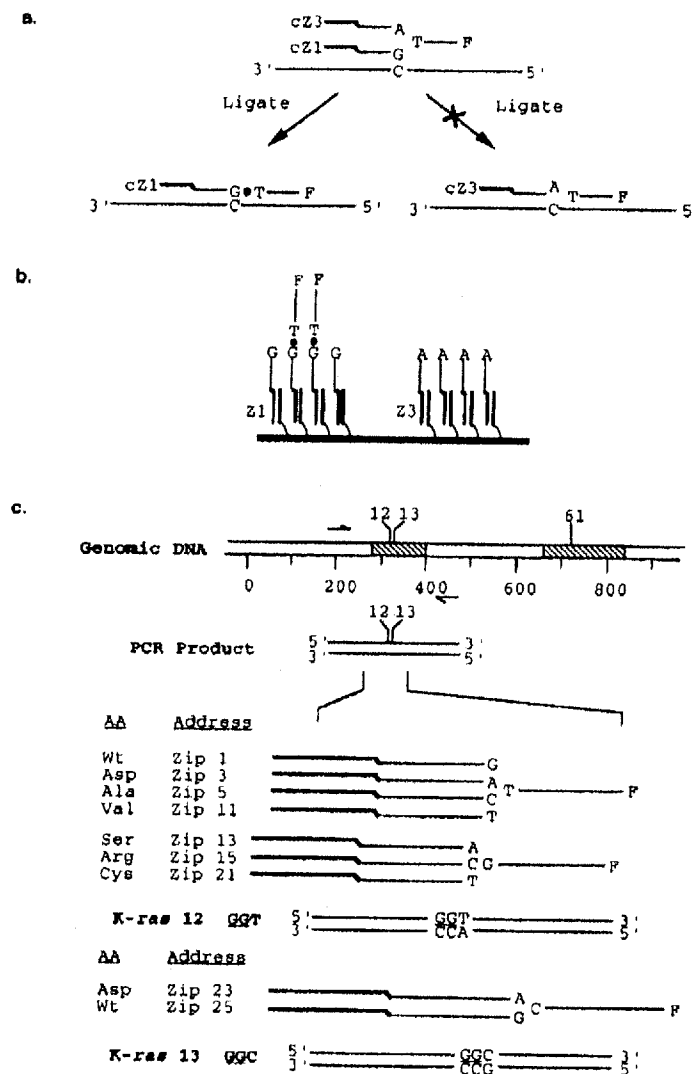 a.
cZ3 A
T F
cZ1 G
3' C 5'
Ligate Ligate
cZ1 G T F
3' C 5'
cZ3 A T F
3' C 5
b.
F F
T T
G G G G A A A A
Z1 Z3
c.
12 13 61
Genomic DNA
0 200 400 600 800
12 13
PCR Product 5' 3'
3' 5'
AA Address
Wt Zip 1 G
Asp Zip 3 A
T F
Ala Zip 5 C
Val Zip 11 T
Ser Zip 13 A
Arg Zip 15 C G F
Cys Zip 21 T
K-ras 12 GGT 5' GGT 3'
3' CCA 5'
AA Address
Asp Zip 23 A
C F
Wt Zip 25 G
K-ras 13 GGC 5' GGC 3'
3' CCG 5'